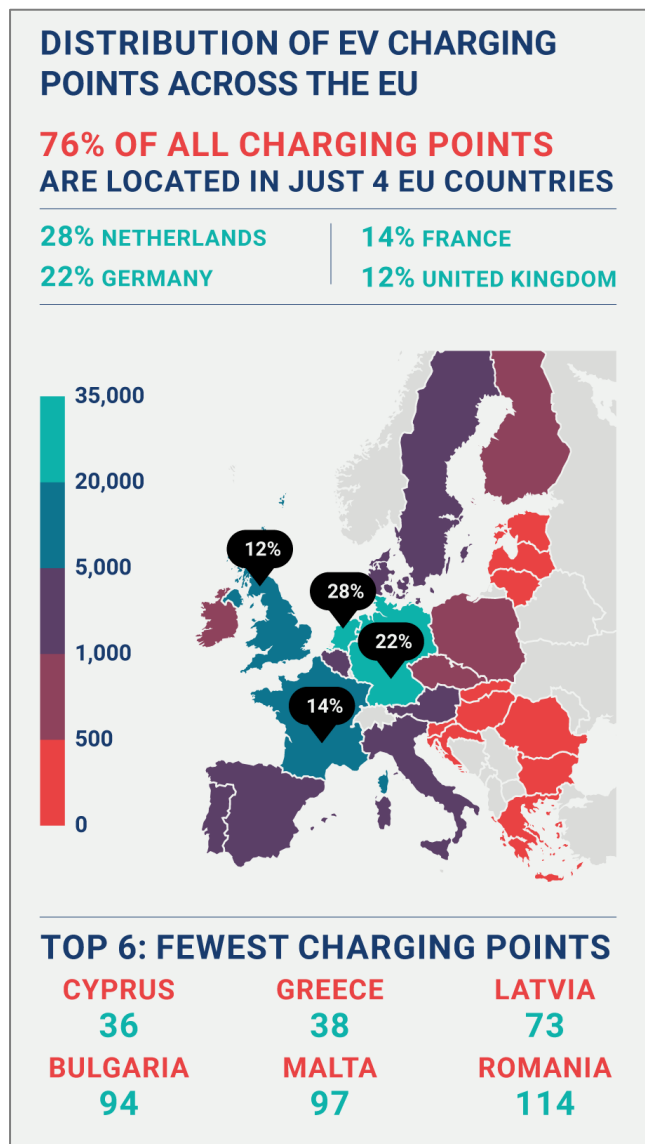 DISTRIBUTION OF EV CHARGING
POINTS ACROSS THE EU
76% OF ALL CHARGING POINTS
ARE LOCATED IN JUST 4 EU COUNTRIES
28% NETHERLANDS
14% FRANCE
22% GERMANY
12% UNITED KINGDOM
35,000
20,000
5,000
1,000
500
0
12%
28%
22%
14%
TOP 6: FEWEST CHARGING POINTS
CYPRUS
36
GREECE
38
LATVIA
73
BULGARIA
94
MALTA
97
ROMANIA
114